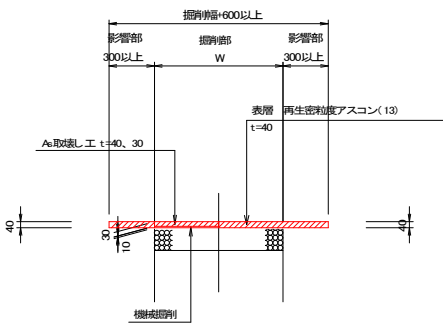 掘削幅+600以上
影響部
300以上
掘削部
W
影響部
300以上
表層 再生密粒度アスコン(13)
t=40
As取壊し工 t=40、30
40
30
10
40
機械掘削